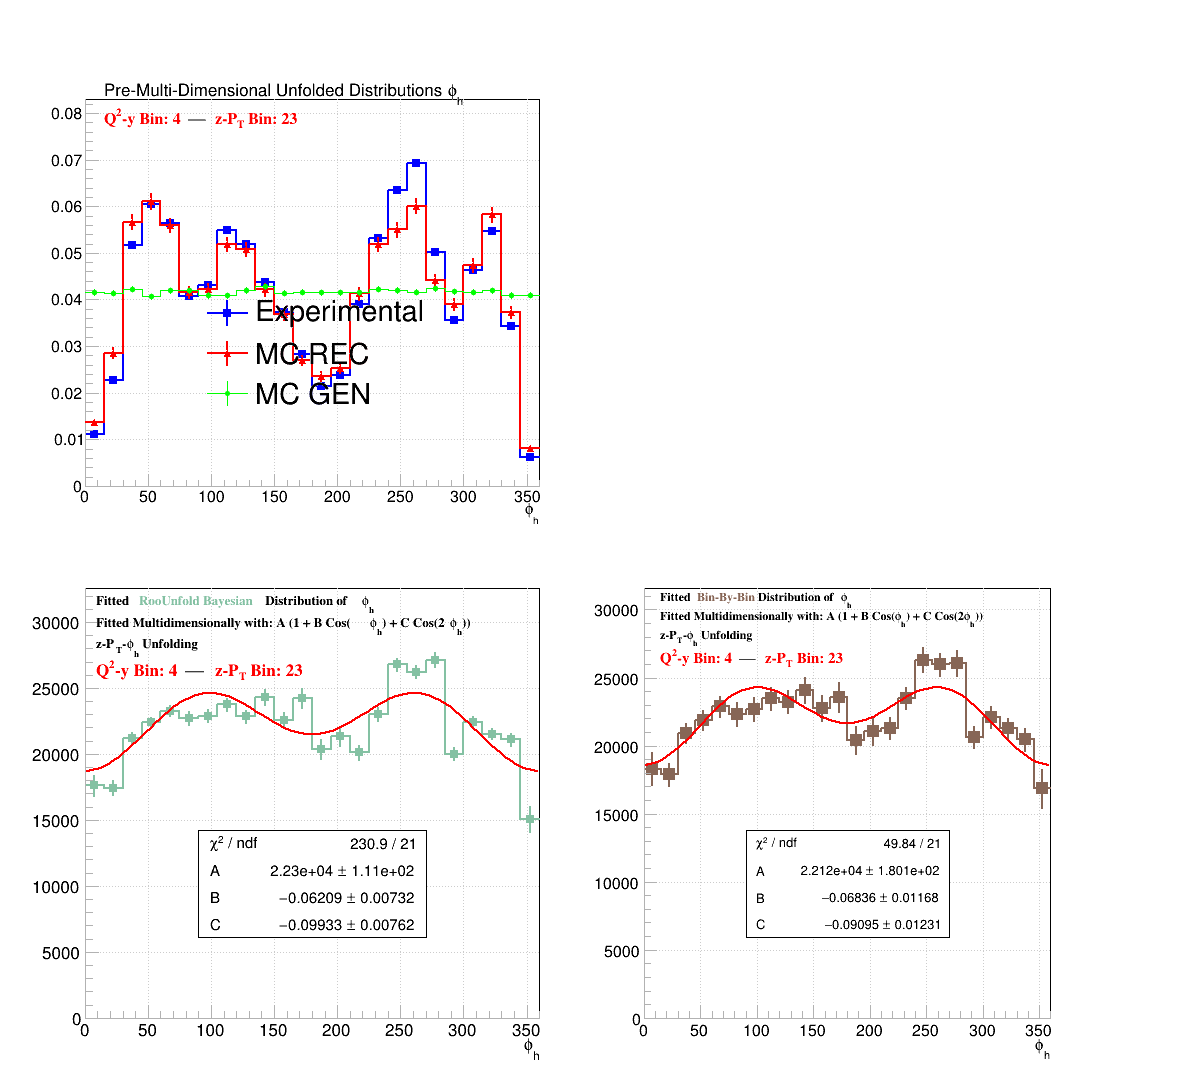 Pre-Multi-Dimensional Unfolded Distributions ϕh
Q²-y Bin: 4 — z-PT Bin: 23
0.08
0.07
0.06
0.05
0.04
0.03
0.02
0.01
0
Experimental
MC REC
MC GEN
0 50 100 150 200 250 300 350
ϕh
Fitted RooUnfold Bayesian Distribution of ϕh
Fitted Multidimensionally with: A (1 + B Cos( ϕh) + C Cos(2 ϕh))
z-PT-ϕh Unfolding
Q²-y Bin: 4 — z-PT Bin: 23
30000
25000
20000
15000
10000
5000
0
χ² / ndf 230.9 / 21
A 2.23e+04 ± 1.11e+02
B −0.06209 ± 0.00732
C −0.09933 ± 0.00762
0 50 100 150 200 250 300 350
ϕh
Fitted Bin-By-Bin Distribution of ϕh
Fitted Multidimensionally with: A (1 + B Cos(ϕh) + C Cos(2ϕh))
z-PT-ϕh Unfolding
Q²-y Bin: 4 — z-PT Bin: 23
30000
25000
20000
15000
10000
5000
0
χ² / ndf 49.84 / 21
A 2.212e+04 ± 1.801e+02
B −0.06836 ± 0.01168
C −0.09095 ± 0.01231
0 50 100 150 200 250 300 350
ϕh